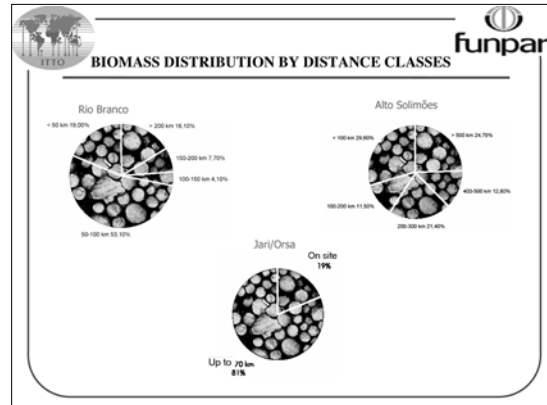 ITTO
funpar
BIOMASS DISTRIBUTION BY DISTANCE CLASSES
Rio Branco
< 50 km 19,00%
> 200 km 16,10%
150-200 km 7,70%
100-150 km 4,10%
50-100 km 53,10%
Alto Solimões
< 100 km 29,60%
> 500 km 24,70%
400-500 km 12,80%
100-200 km 11,50%
200-300 km 21,40%
Jari/Orsa
On site
19%
Up to 70 km
81%